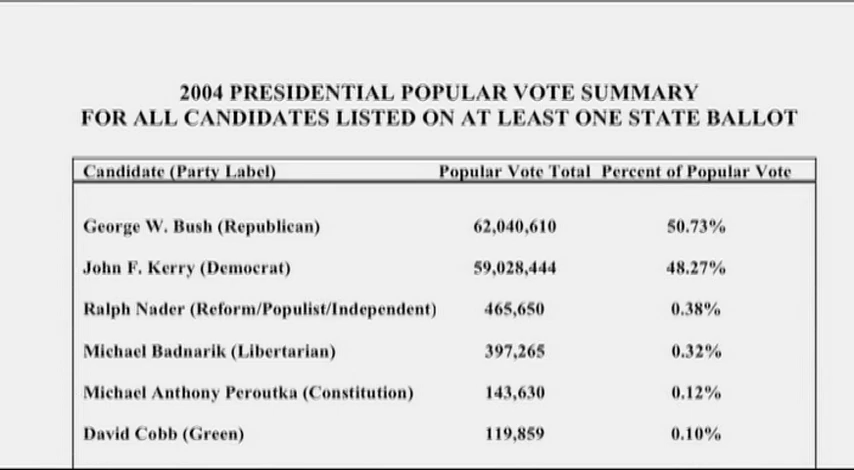 2004 PRESIDENTIAL POPULAR VOTE SUMMARY
FOR ALL CANDIDATES LISTED ON AT LEAST ONE STATE BALLOT
Candidate (Party Label) Popular Vote Total Percent of Popular Vote
George W. Bush (Republican) 62,040,610 50.73%
John F. Kerry (Democrat) 59,028,444 48.27%
Ralph Nader (Reform/Populist/Independent) 465,650 0.38%
Michael Badnarik (Libertarian) 397,265 0.32%
Michael Anthony Peroutka (Constitution) 143,630 0.12%
David Cobb (Green) 119,859 0.10%